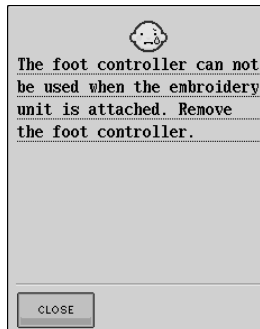 The foot controller can not
be used when the embroidery
unit is attached. Remove
the foot controller.
CLOSE